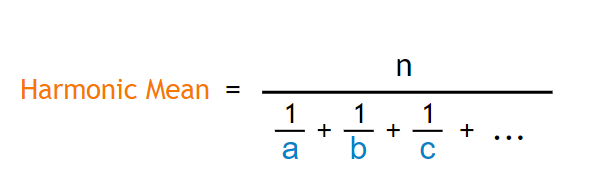 n
Harmonic Mean =
1 1 1
+ + + ...
a b c